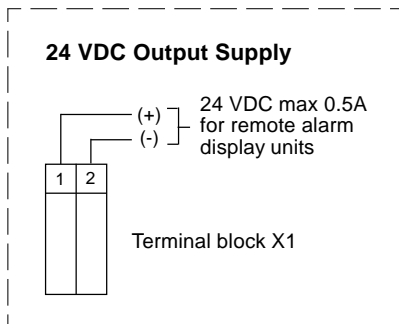 24 VDC Output Supply
(+) 24 VDC max 0.5A
for remote alarm
(-) display units
1 2
Terminal block X1